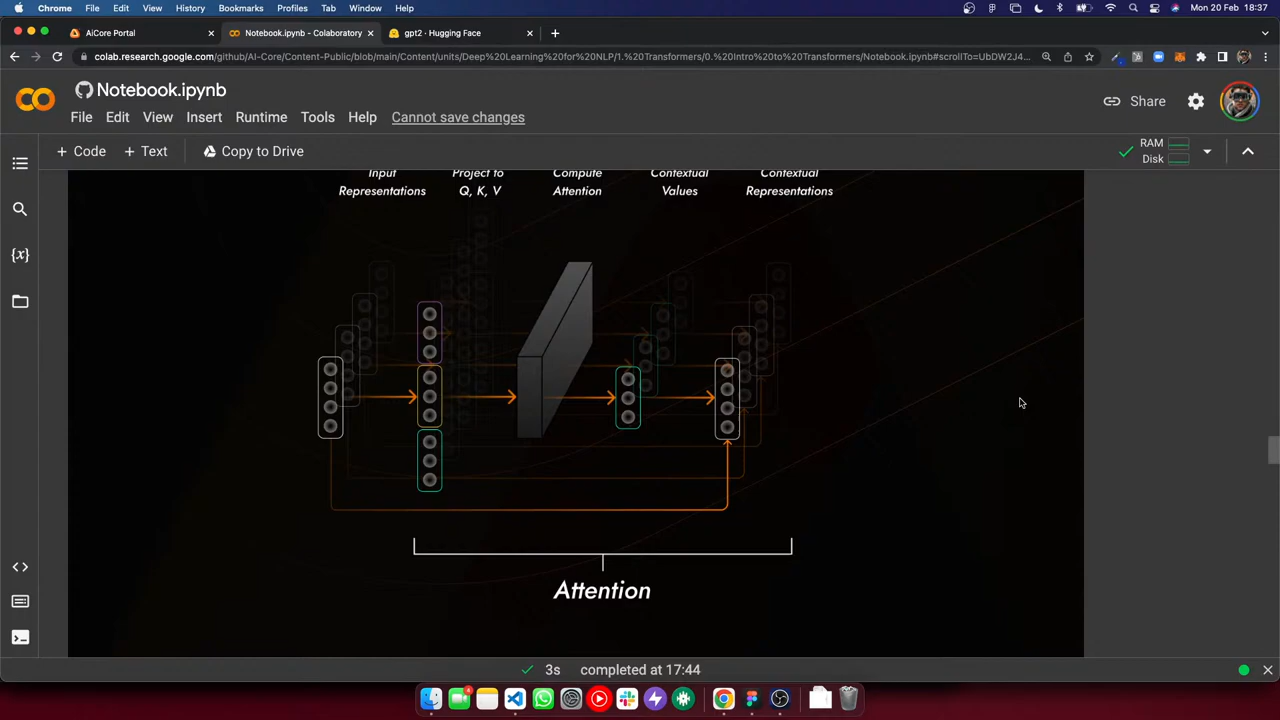 Chrome File Edit View History Bookmarks Profiles Tab Window Help Mon 20 Feb 18:37
AiCore Portal
Notebook.ipynb - Colaboratory
gpt2 · Hugging Face
colab.research.google.com/github/AI-Core/Content-Public/blob/main/Content/units/Deep%20Learning%20for%20NLP/1.%20Transformers/0.%20Intro%20to%20Transformers/Notebook.ipynb#scrollTo=UbDW2J4...
Notebook.ipynb
Share
File Edit View Insert Runtime Tools Help Cannot save changes
+ Code + Text Copy to Drive
RAM
Disk
Input
Representations
Project to
Q, K, V
Compute
Attention
Contextual
Values
Contextual
Representations
{x}
Attention
3s completed at 17:44
4